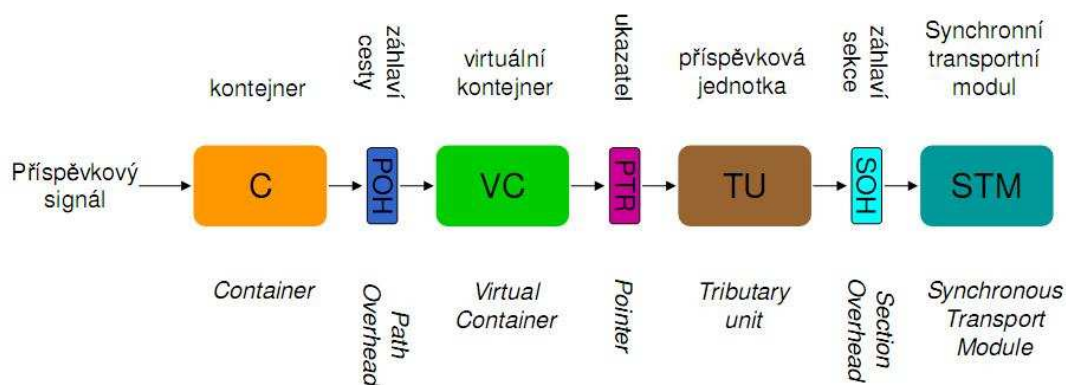 Příspěvkový
signál
kontejner
C
Container
záhlaví
cesty
POH
Path
Overhead
virtuální
kontejner
VC
Virtual
Container
ukazatel
PTR
Pointer
příspěvková
jednotka
TU
Tributary
unit
záhlaví
sekce
SOH
Section
Overhead
Synchronní
transportní
modul
STM
Synchronous
Transport
Module